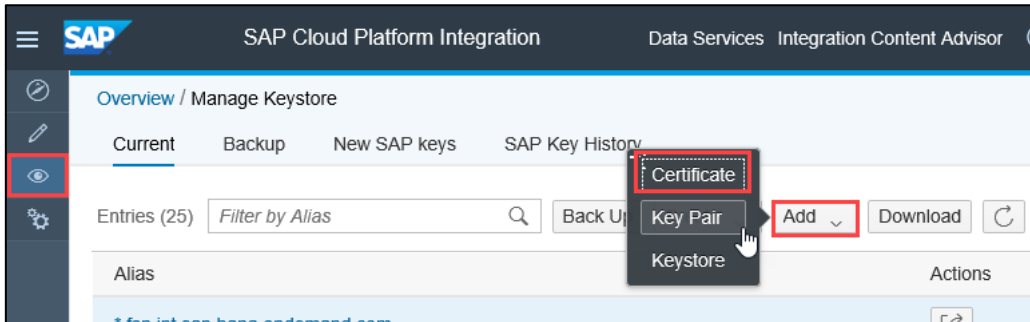 SAP SAP Cloud Platform Integration Data Services Integration Content Advisor
Overview / Manage Keystore
Current Backup New SAP keys SAP Key History
Certificate
Entries (25) Filter by Alias Back Up Key Pair Add Download
Keystore
Alias Actions